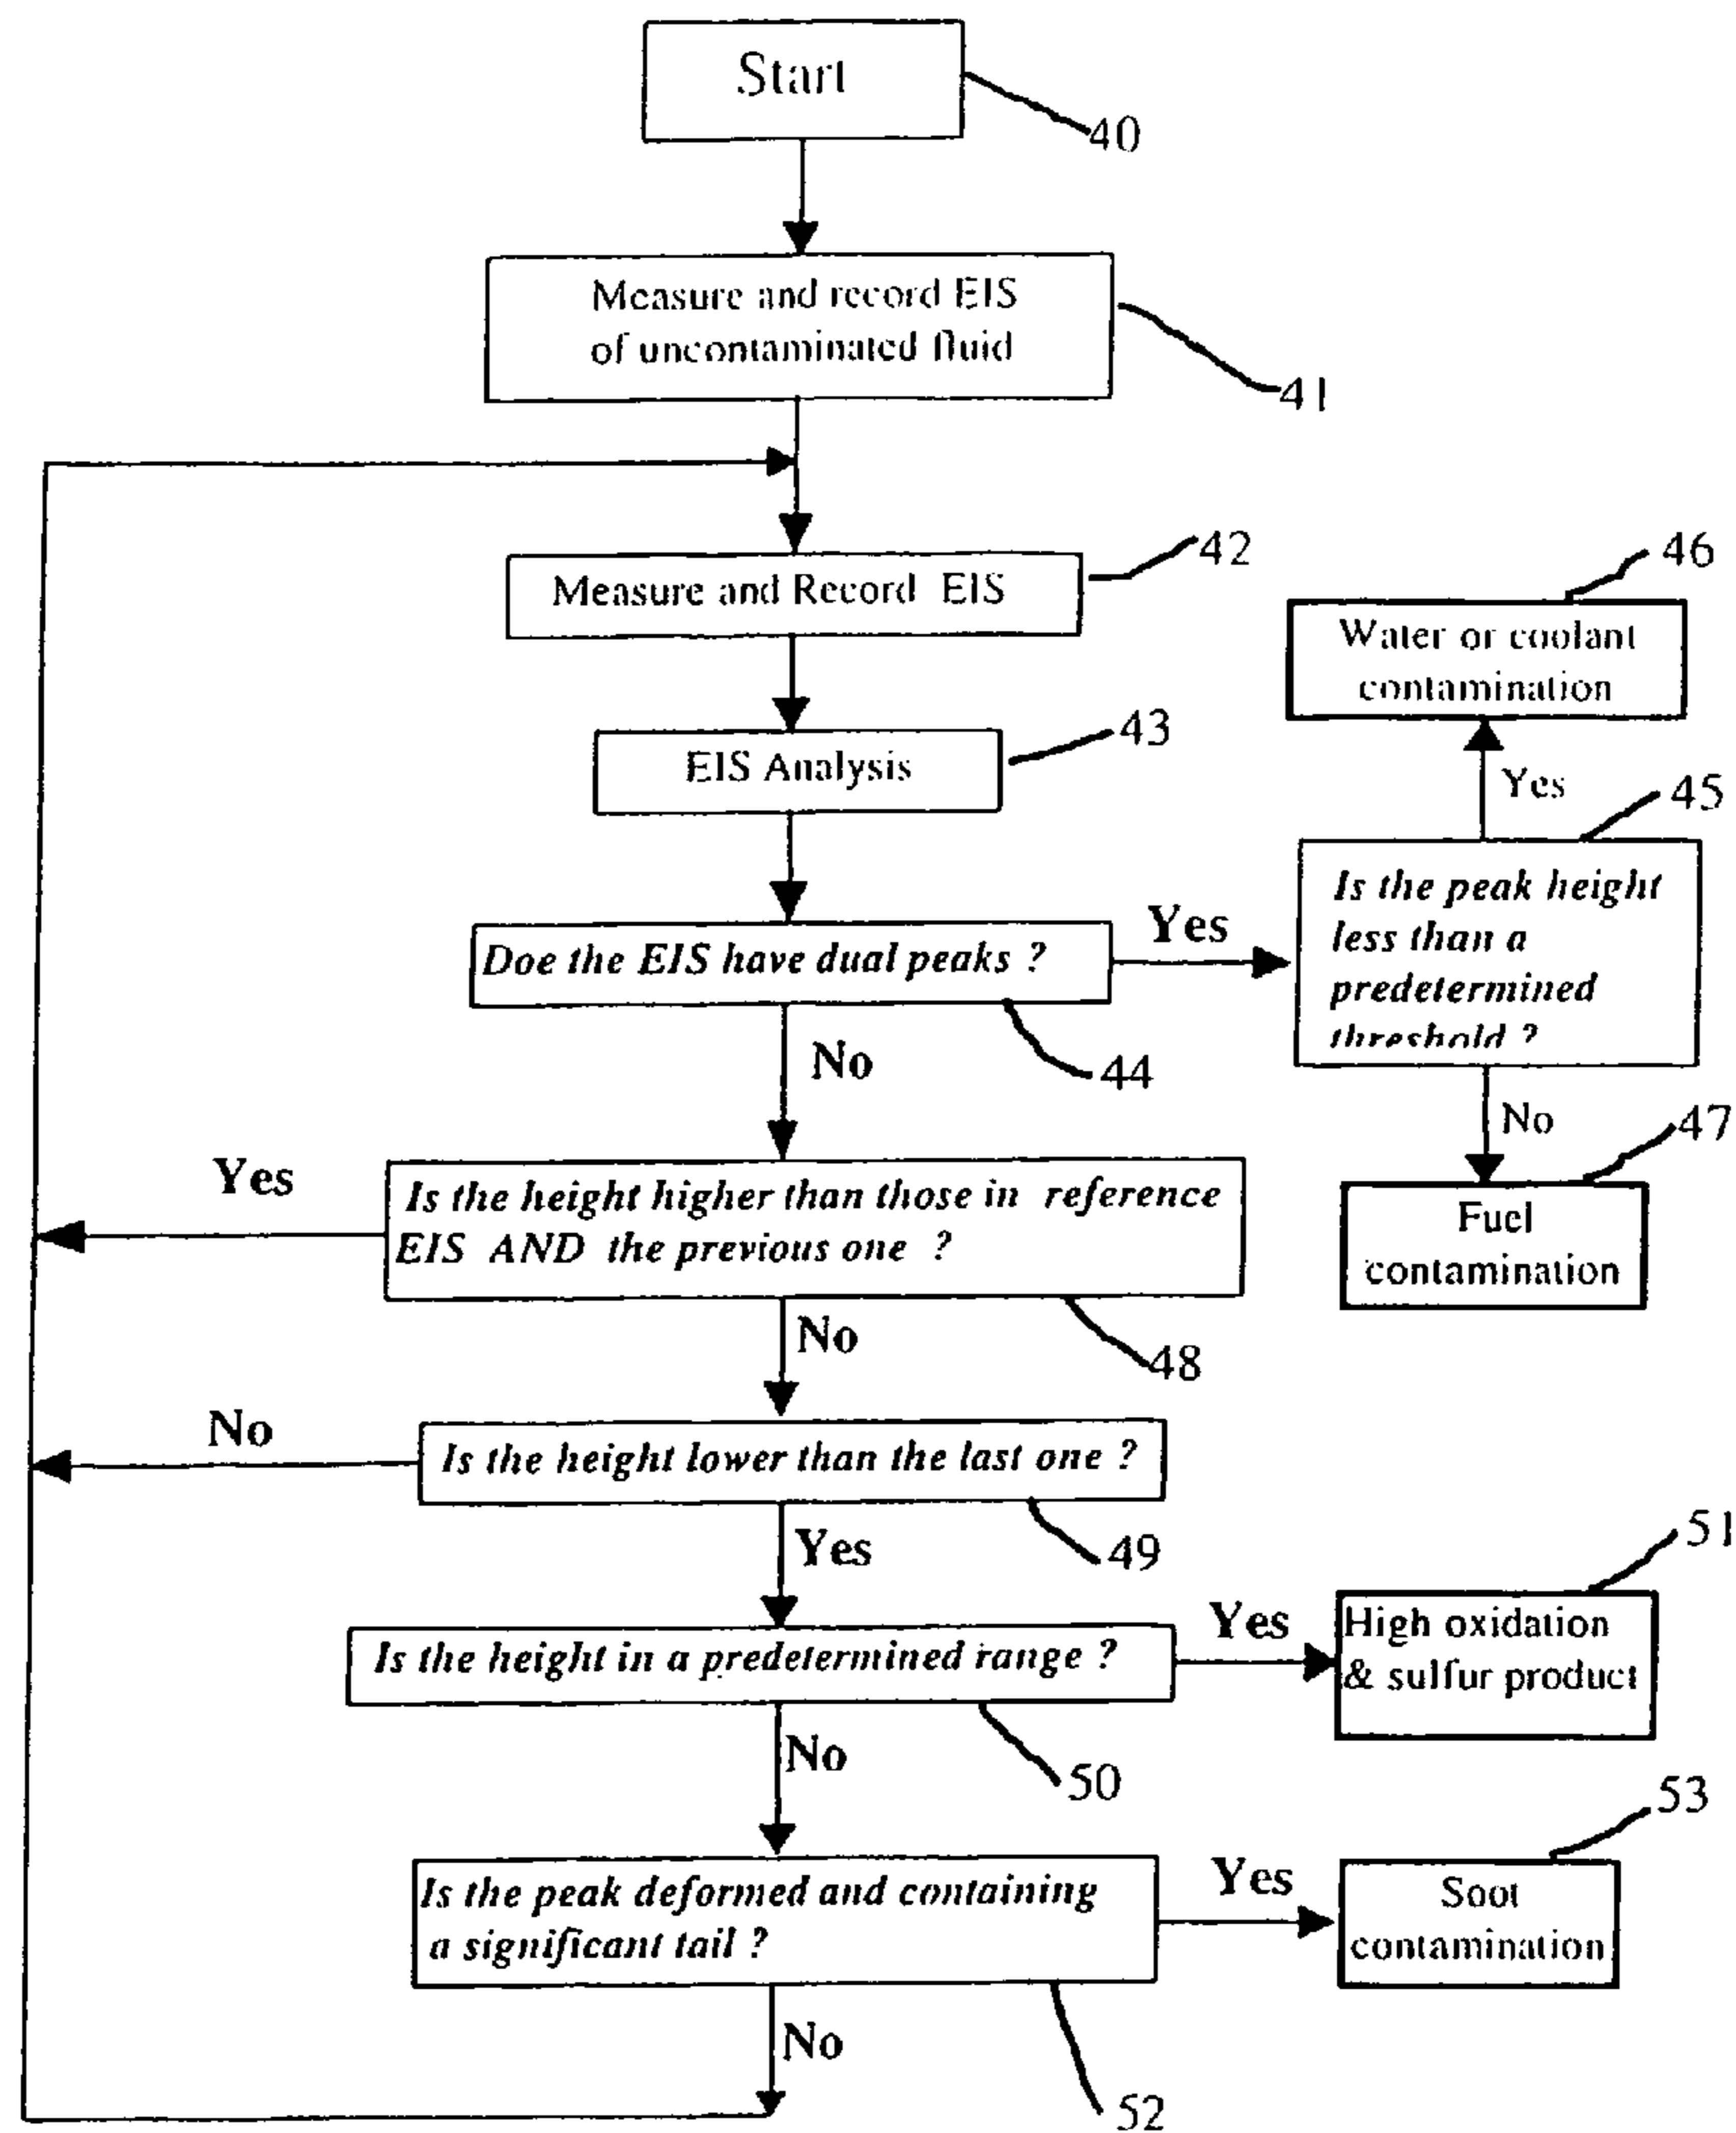 Start
40
Measure and record EIS
of uncontaminated fluid
41
Measure and Record EIS
42
46
Water or coolant
contamination
EIS Analysis
43
Yes
45
Is the peak height
less than a
predetermined
threshold ?
Doe the EIS have dual peaks ?
Yes
No
44
No
47
Fuel
contamination
Yes
Is the height higher than those in reference
EIS AND the previous one ?
No
48
No
Is the height lower than the last one ?
Yes
49
51
High oxidation
& sulfur product
Is the height in a predetermined range ?
Yes
No
50
53
Soot
contamination
Is the peak deformed and containing
a significant tail ?
Yes
No
52